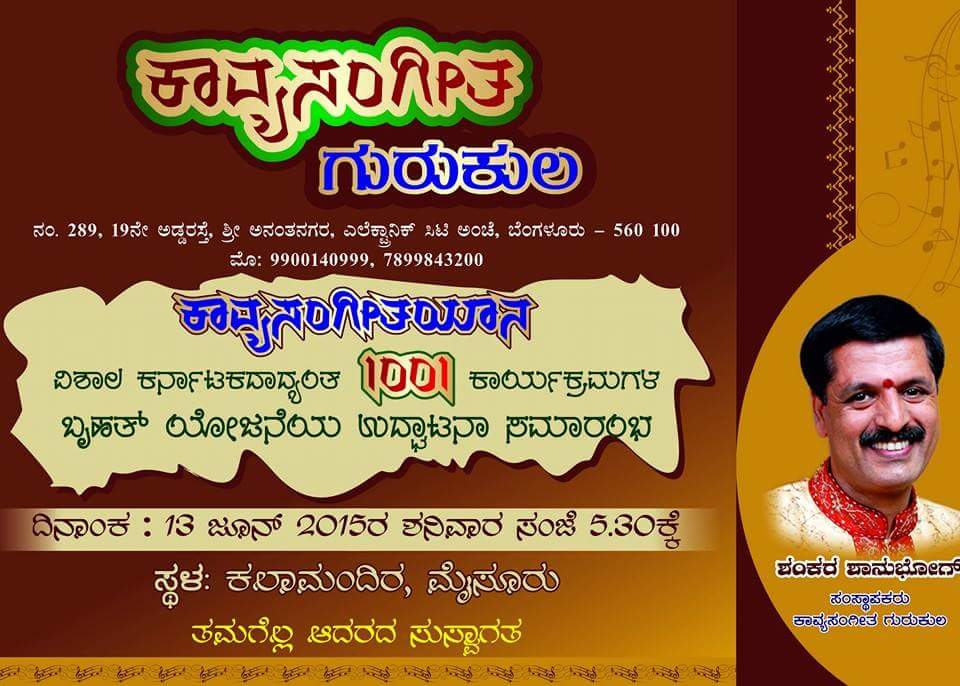 ಕಾವ್ಯಸಂಗೀತ
ಗುರುಕುಲ
ನಂ. 289, 19ನೇ ಅಡ್ಡರಸ್ತೆ, ಶ್ರೀ ಅನಂತನಗರ, ಎಲೆಕ್ಟ್ರಾನಿಕ್ ಸಿಟಿ ಅಂಚೆ, ಬೆಂಗಳೂರು – 560 100
ಮೊ: 9900140999, 7899843200
ಕಾವ್ಯಸಂಗೀತಯಾನ
ವಿಶಾಲ ಕರ್ನಾಟಕದಾದ್ಯಂತ 1001 ಕಾರ್ಯಕ್ರಮಗಳ
ಬೃಹತ್ ಯೋಜನೆಯ ಉದ್ಘಾಟನಾ ಸಮಾರಂಭ
ದಿನಾಂಕ : 13 ಜೂನ್ 2015ರ ಶನಿವಾರ ಸಂಜೆ 5.30ಕ್ಕೆ
ಸ್ಥಳ: ಕಲಾಮಂದಿರ, ಮೈಸೂರು
ತಮಗೆಲ್ಲ ಆದರದ ಸುಸ್ವಾಗತ
ಶಂಕರ ಶಾನುಭೋಗ್
ಸಂಸ್ಥಾಪಕರು
ಕಾವ್ಯಸಂಗೀತ ಗುರುಕುಲ